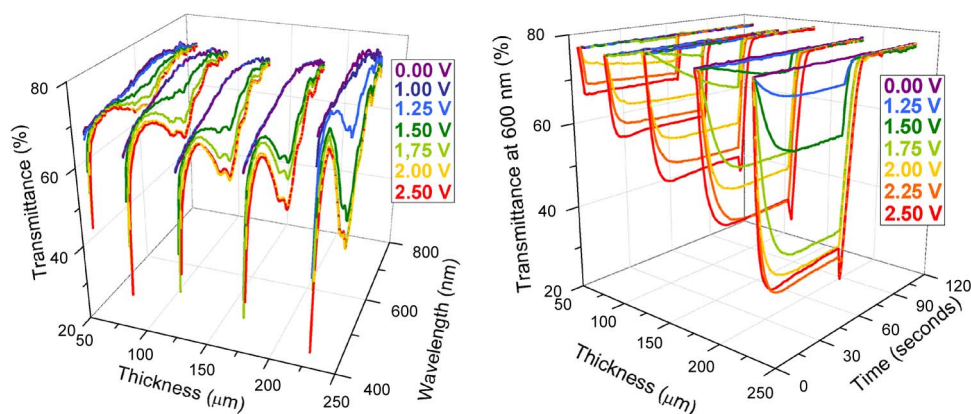 80
60
40
20
Transmittance (%)
50
100
150
200
250
Thickness (μm)
400
600
800
Wavelength (nm)
0.00 V
1.00 V
1.25 V
1.50 V
1,75 V
2.00 V
2.50 V
80
60
40
20
Transmittance at 600 nm (%)
50
100
150
200
250
Thickness (μm)
0
30
60
90
120
Time (seconds)
0.00 V
1.25 V
1.50 V
1.75 V
2.00 V
2.25 V
2.50 V